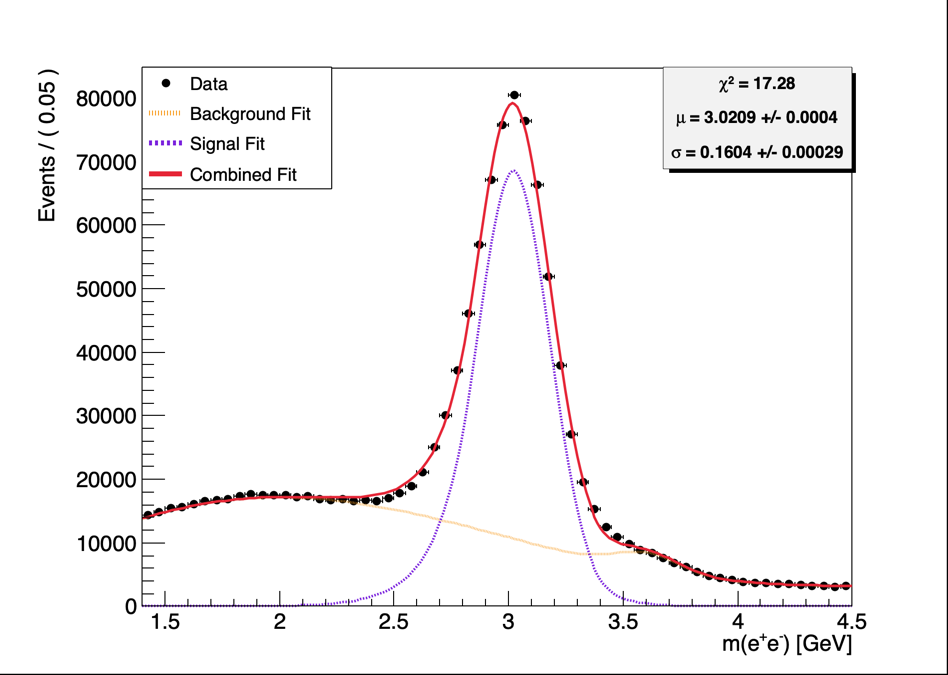 Events / ( 0.05 )
80000
70000
60000
50000
40000
30000
20000
10000
0
Data
Background Fit
Signal Fit
Combined Fit
χ² = 17.28
μ = 3.0209 +/- 0.0004
σ = 0.1604 +/- 0.00029
1.5 2 2.5 3 3.5 4 4.5
m(e⁺e⁻) [GeV]